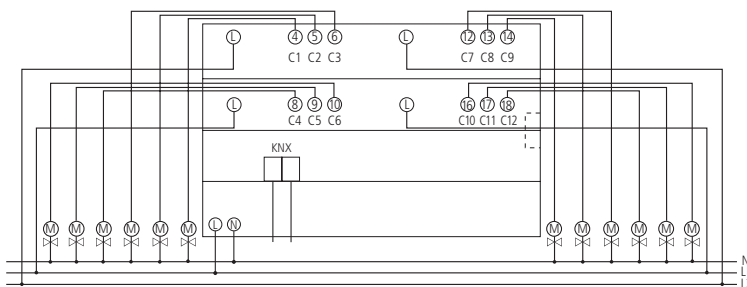 L 4 5 6 L 12 13 14
C1 C2 C3 C7 C8 C9
L 8 9 10 L 16 17 18
C4 C5 C6 C10 C11 C12
KNX
L N
M M M M M M M M M M M M
N
L
L